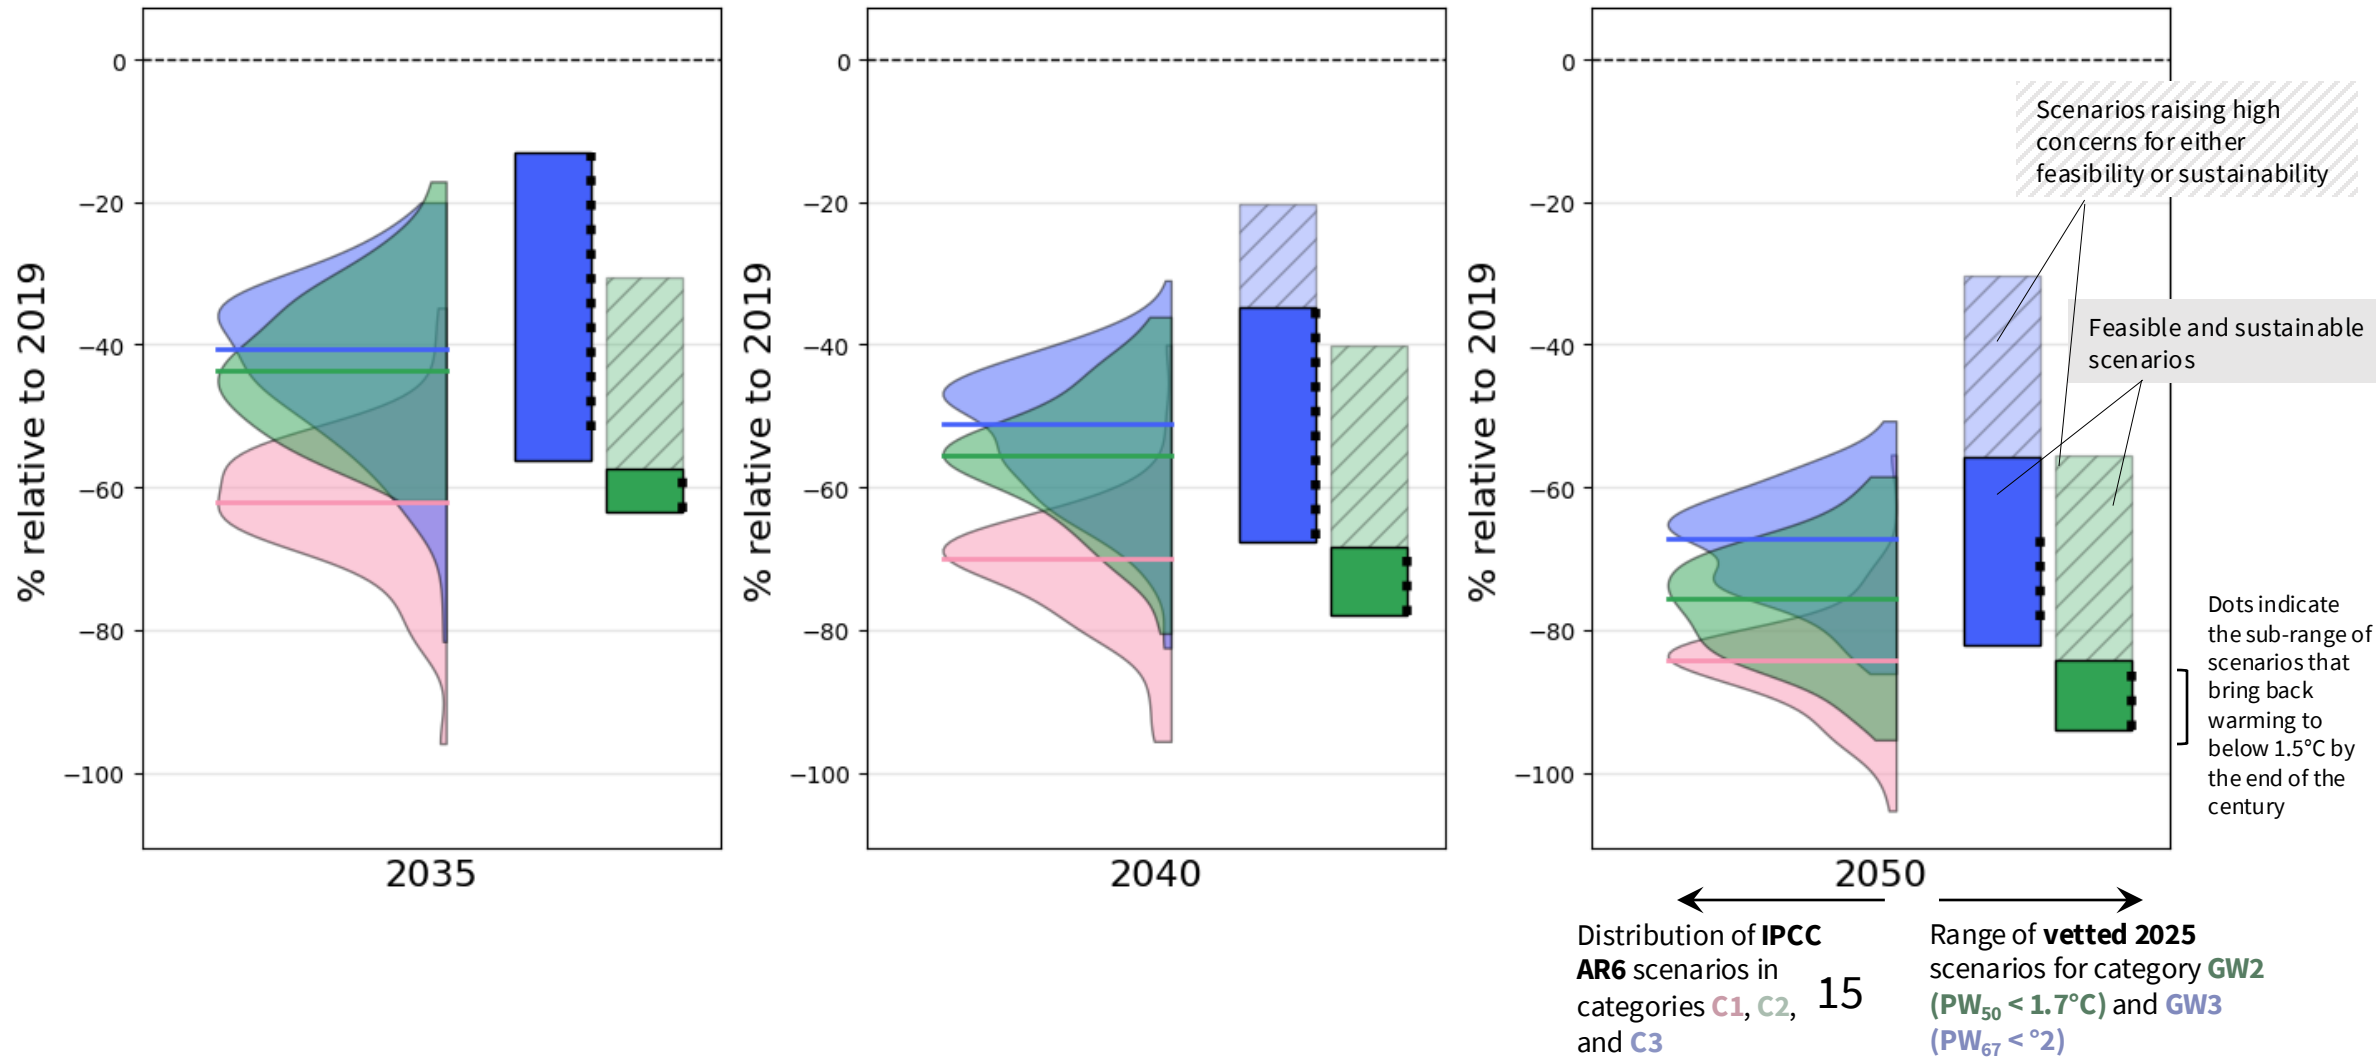 % relative to 2019
0
−20
−40
−60
−80
−100
2035
% relative to 2019
0
−20
−40
−60
−80
−100
2040
% relative to 2019
0
−20
−40
−60
−80
−100
2050
Scenarios raising high
concerns for either
feasibility or sustainability
Feasible and sustainable
scenarios
Dots indicate
the sub-range of
scenarios that
bring back
warming to
below 1.5°C by
the end of the
century
Distribution of IPCC
AR6 scenarios in
categories C1, C2,
and C3
15
Range of vetted 2025
scenarios for category GW2
(PW50 < 1.7°C) and GW3
(PW67 < °2)